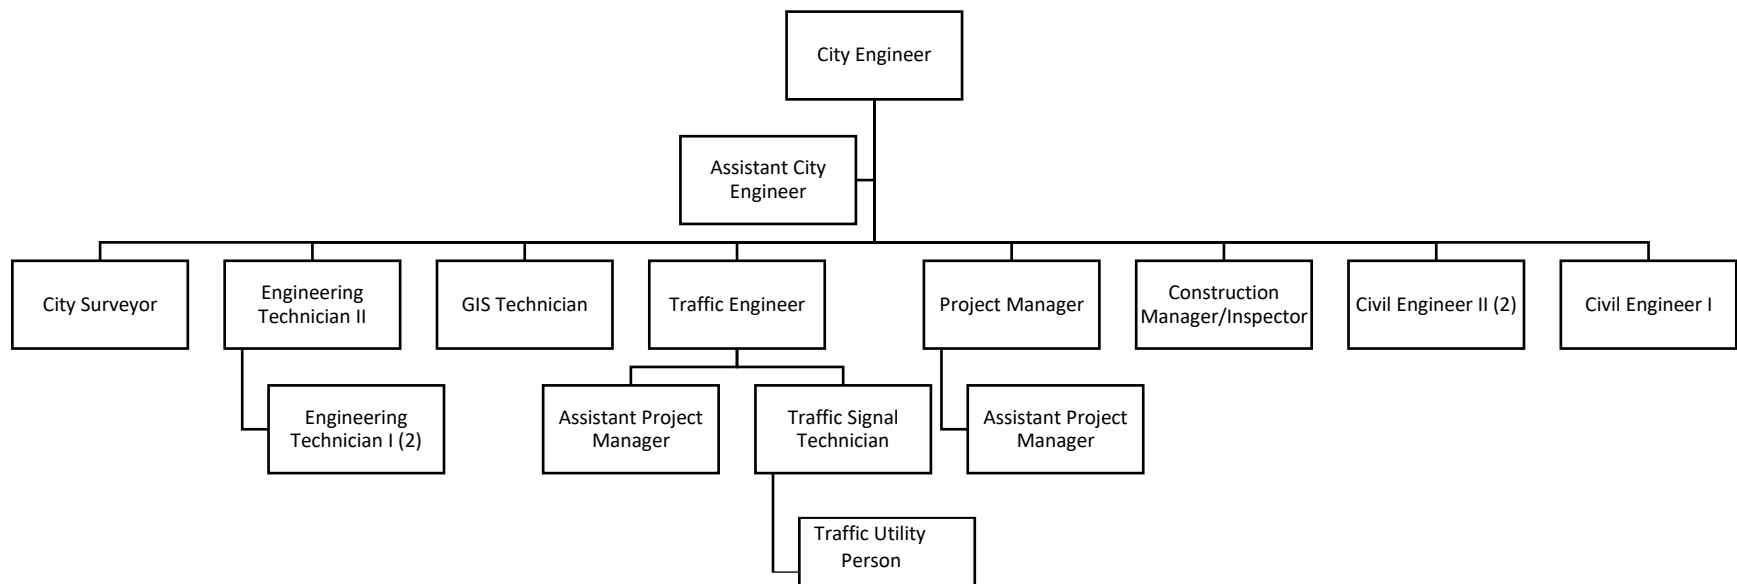 City Engineer
Assistant City
Engineer
City Surveyor
Engineering
Technician II
GIS Technician
Traffic Engineer
Project Manager
Construction
Manager/Inspector
Civil Engineer II (2)
Civil Engineer I
Engineering
Technician I (2)
Assistant Project
Manager
Traffic Signal
Technician
Assistant Project
Manager
Traffic Utility
Person